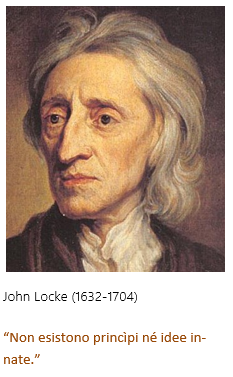 John Locke (1632-1704)
“Non esistono princìpi né idee in-
nate.”